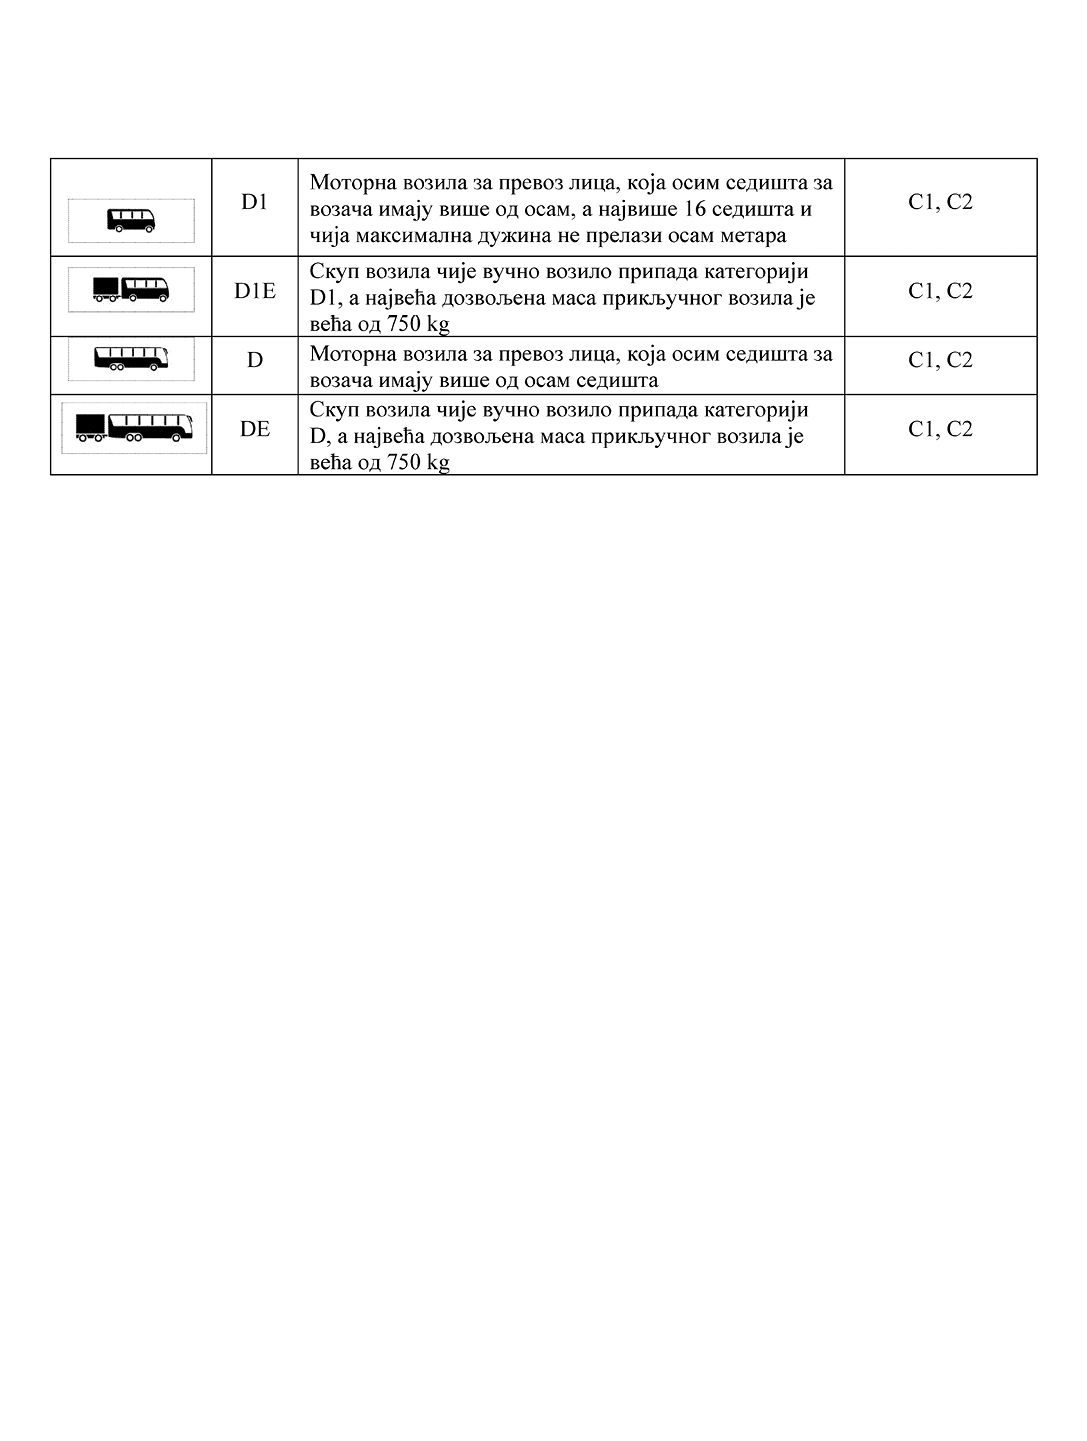 D1
Моторна возила за превоз лица, која осим седишта за
возача имају више од осам, а највише 16 седишта и
чија максимална дужина не прелази осам метара
C1, C2
D1E
Скуп возила чије вучно возило припада категорији
D1, а највећа дозвољена маса прикључног возила је
већа од 750 kg
C1, C2
D
Моторна возила за превоз лица, која осим седишта за
возача имају више од осам седишта
C1, C2
DE
Скуп возила чије вучно возило припада категорији
D, а највећа дозвољена маса прикључног возила је
већа од 750 kg
C1, C2